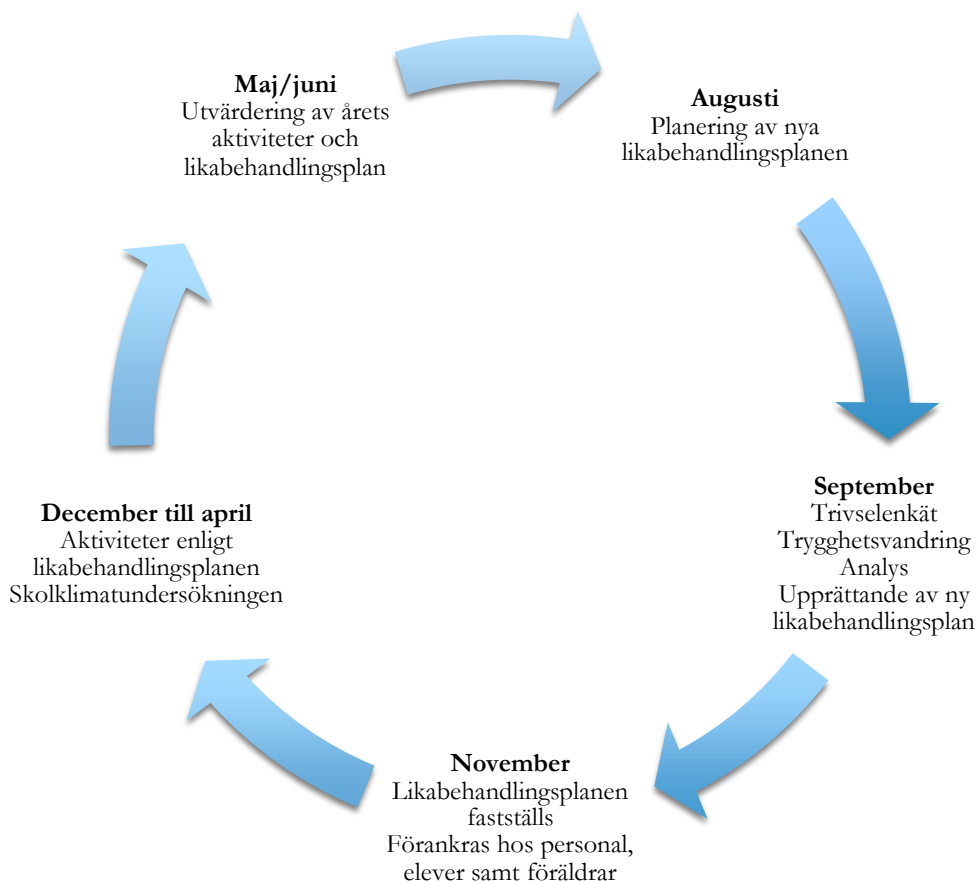 Maj/juni
Utvärdering av årets
aktiviteter och
likabehandlingsplan
Augusti
Planering av nya
likabehandlingsplanen
September
Trivselenkät
Trygghetsvandring
Analys
Upprättande av ny
likabehandlingsplan
November
Likabehandlingsplanen
fastställs
Förankras hos personal,
elever samt föräldrar
December till april
Aktiviteter enligt
likabehandlingsplanen
Skolklimatundersökningen